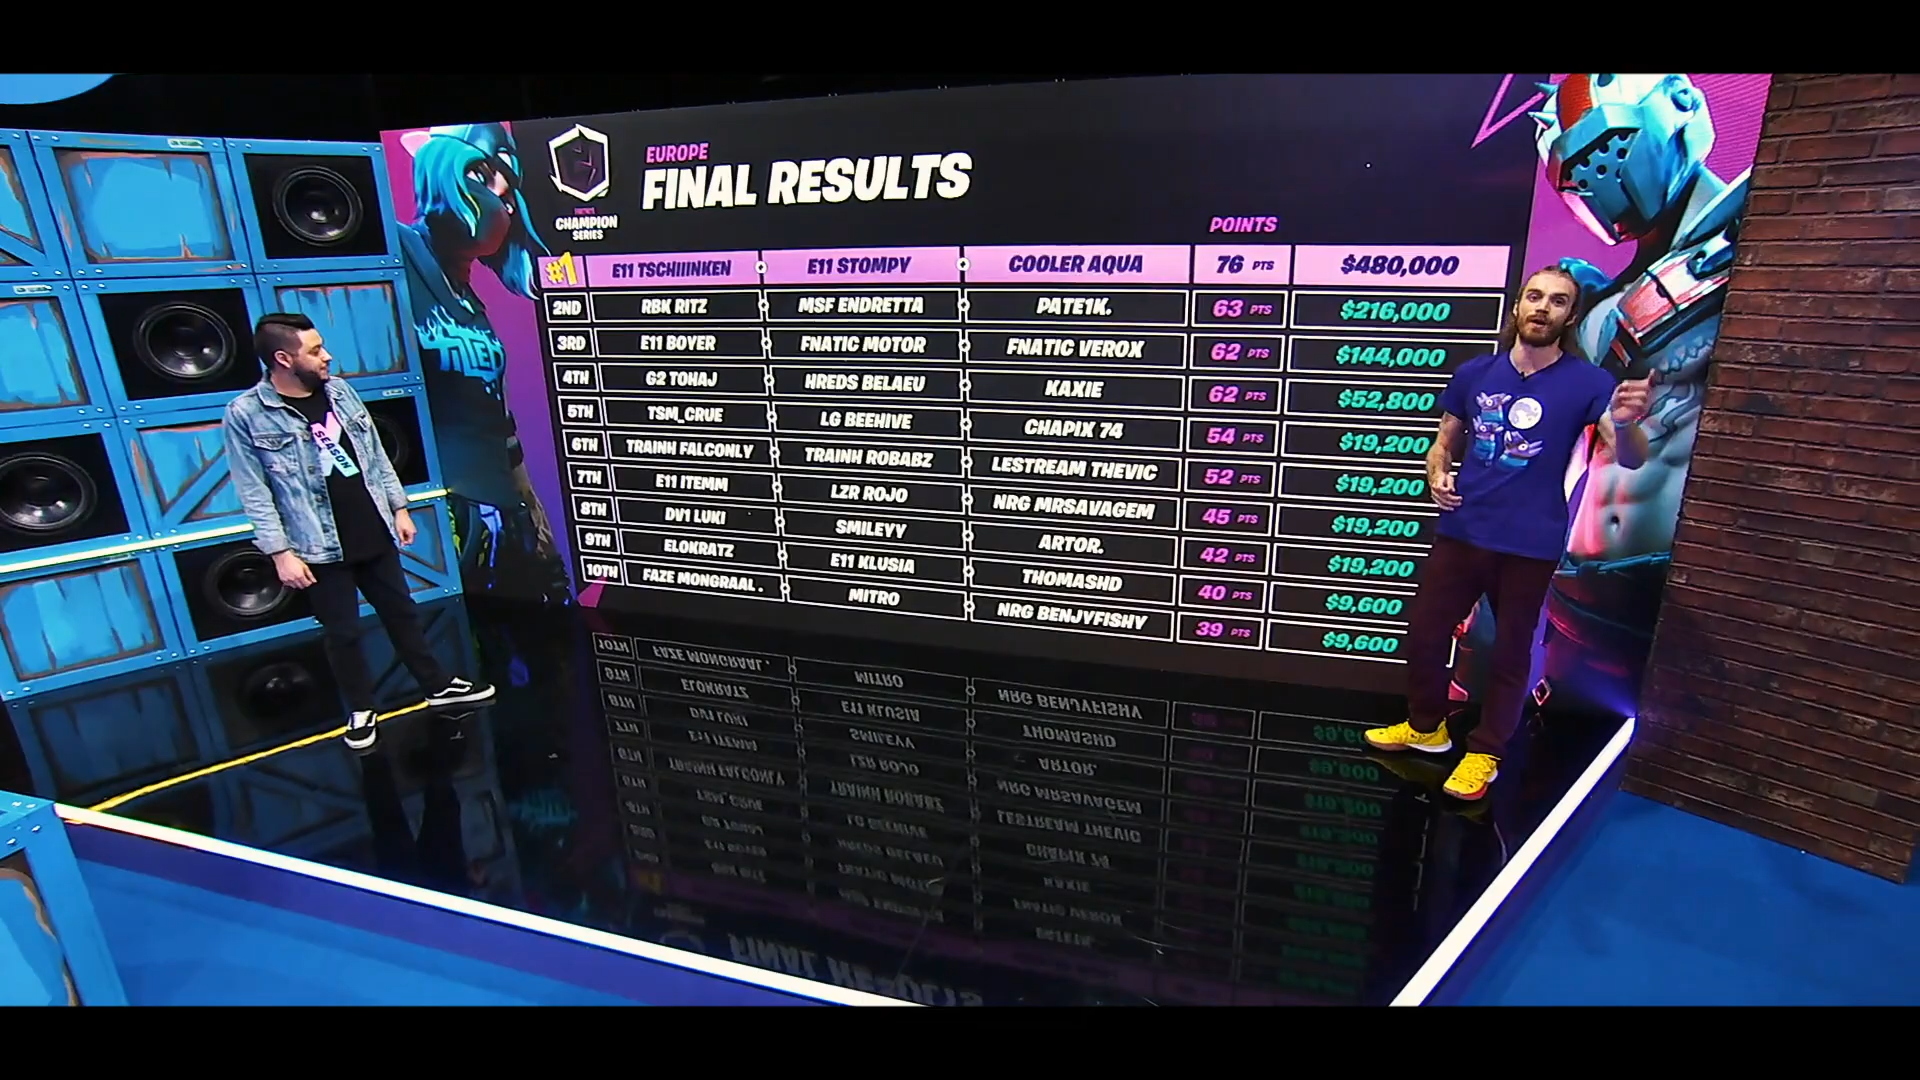 EUROPE
FINAL RESULTS
CHAMPION
SERIES
POINTS
#1 E11 TSCHIIINKEN E11 STOMPY COOLER AQUA 76 PTS $480,000
2ND RBK RITZ MSF ENDRETTA PATE1K. 63 PTS $216,000
3RD E11 BOYER FNATIC MOTOR FNATIC VEROX 62 PTS $144,000
4TH G2 TOHAJ HREDS BELAEU KAXIE 62 PTS $52,800
5TH TSM_CRUE LG BEEHIVE CHAPIX 74 54 PTS $19,200
6TH TRAINH FALCONLY TRAINH ROBABZ LESTREAM THEVIC 52 PTS $19,200
7TH E11 ITEMM LZR ROJO NRG MRSAVAGEM 45 PTS $19,200
8TH DV1 LUKI SMILEYY ARTOR. 42 PTS $19,200
9TH ELOKRATZ E11 KLUSIA THOMASHD 40 PTS $9,600
10TH FAZE MONGRAAL . MITRO NRG BENJYFISHY 39 PTS $9,600
X
SEASON